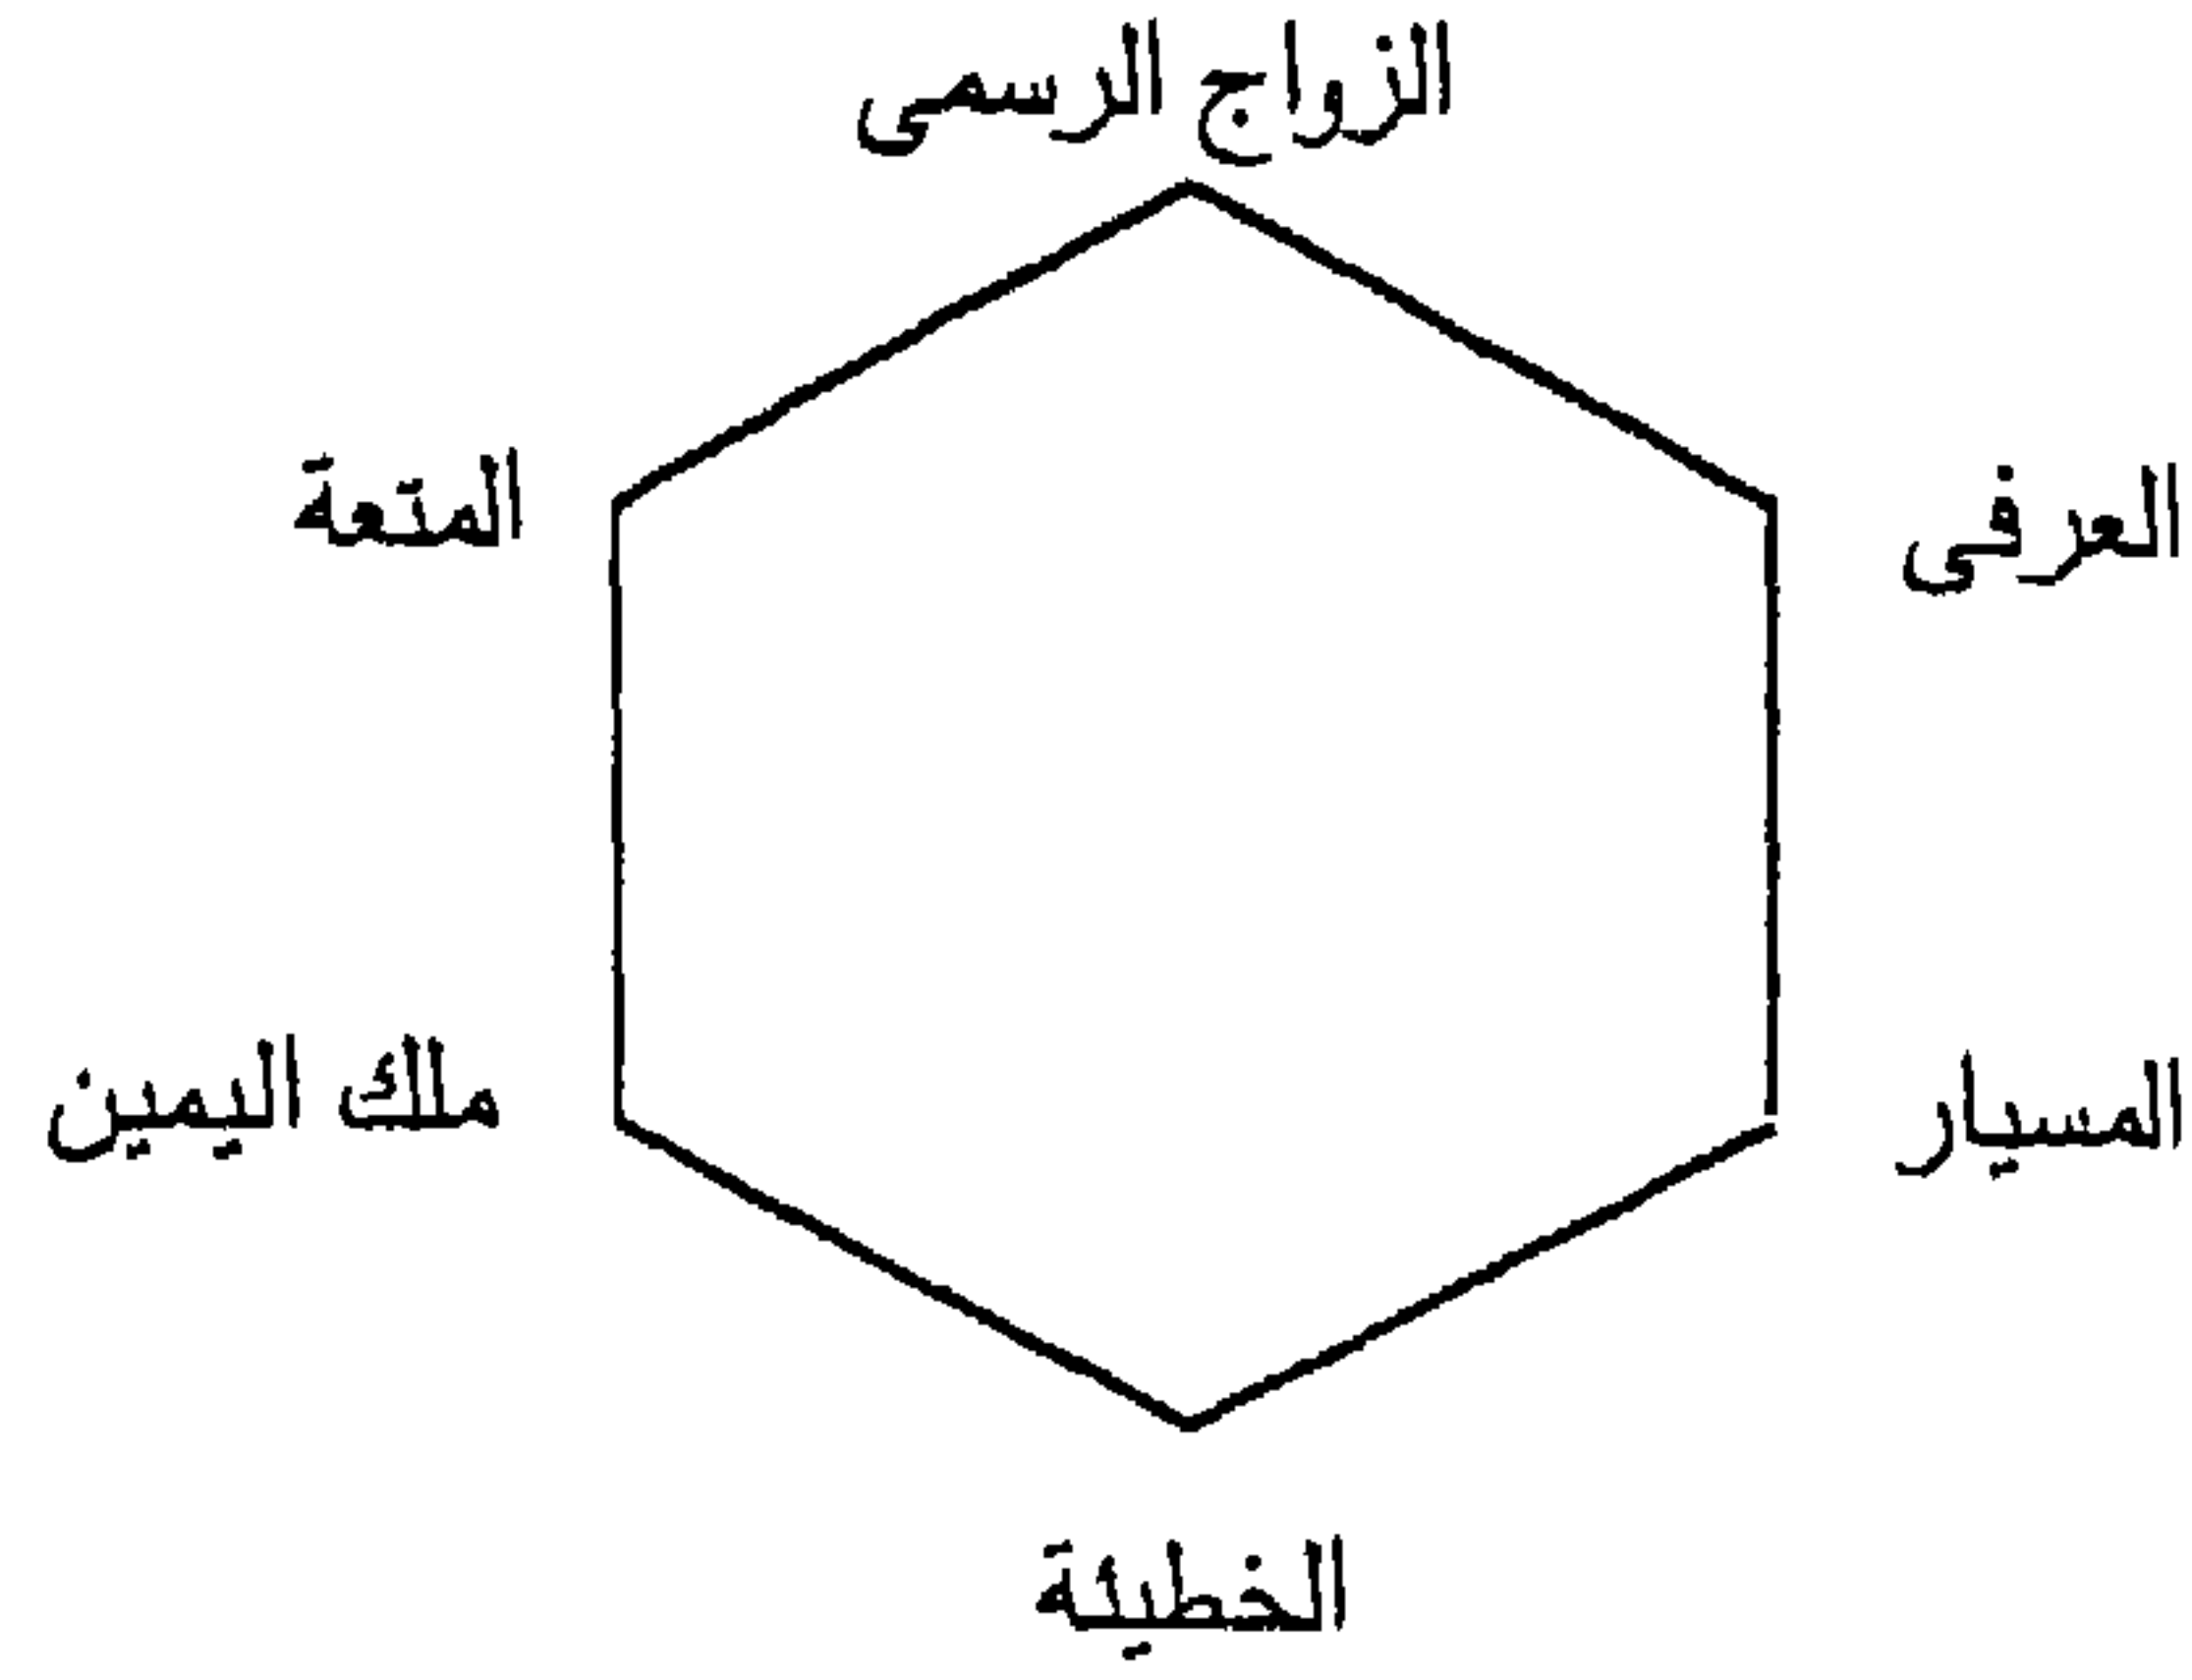 الزواج الرسمى
العرفى
المتعة
المسيار
ملك اليمين
الخطيئة